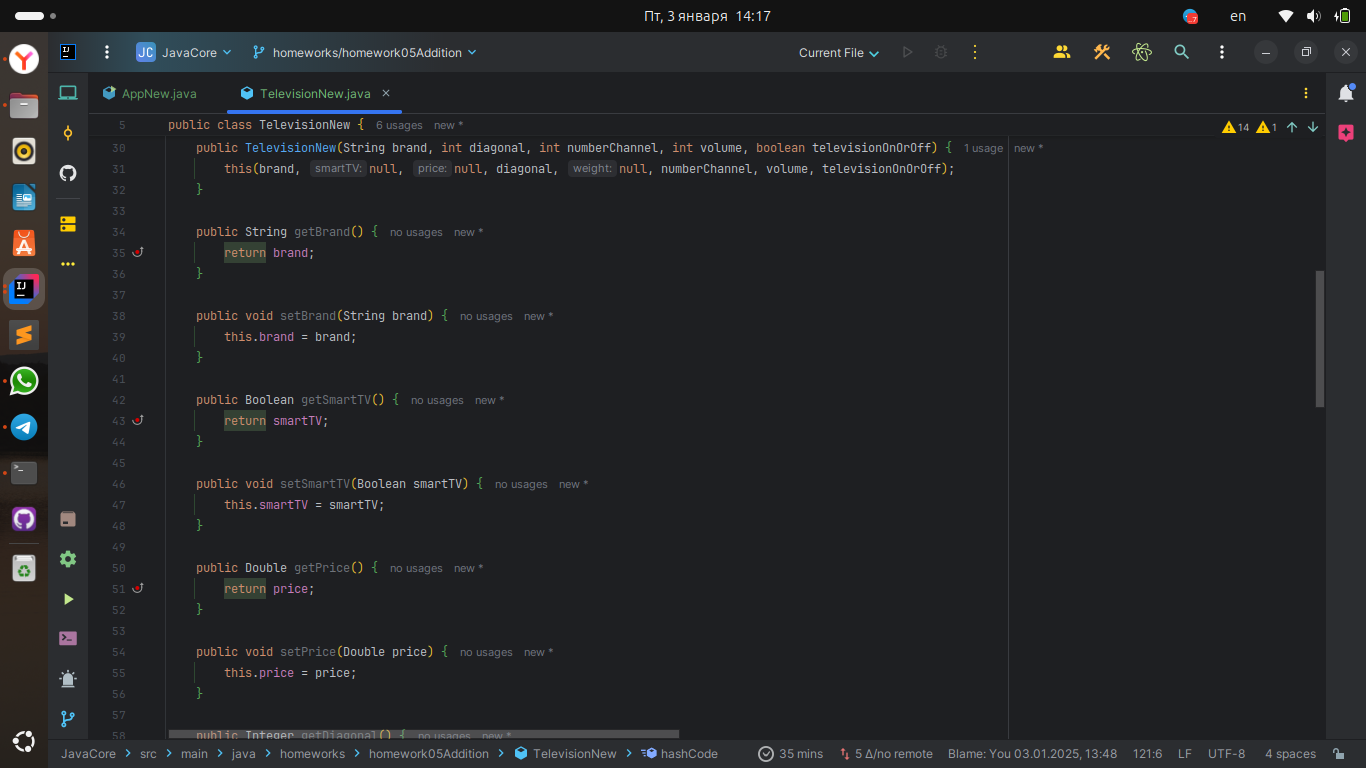 Пт, 3 января 14:17
en
JC JavaCore homeworks/homework05Addition Current File
AppNew.java TelevisionNew.java
5 public class TelevisionNew { 6 usages new * 14 1
30 public TelevisionNew(String brand, int diagonal, int numberChannel, int volume, boolean televisionOnOrOff) { 1 usage new *
31 this(brand, smartTV: null, price: null, diagonal, weight: null, numberChannel, volume, televisionOnOrOff);
32 }
33
34 public String getBrand() { no usages new *
35 return brand;
36 }
37
38 public void setBrand(String brand) { no usages new *
39 this.brand = brand;
40 }
41
42 public Boolean getSmartTV() { no usages new *
43 return smartTV;
44 }
45
46 public void setSmartTV(Boolean smartTV) { no usages new *
47 this.smartTV = smartTV;
48 }
49
50 public Double getPrice() { no usages new *
51 return price;
52 }
53
54 public void setPrice(Double price) { no usages new *
55 this.price = price;
56 }
57
58 public Integer getDiagonal() { no usages new *
JavaCore src main java homeworks homework05Addition TelevisionNew hashCode 35 mins 5 Δ/no remote Blame: You 03.01.2025, 13:48 121:6 LF UTF-8 4 spaces